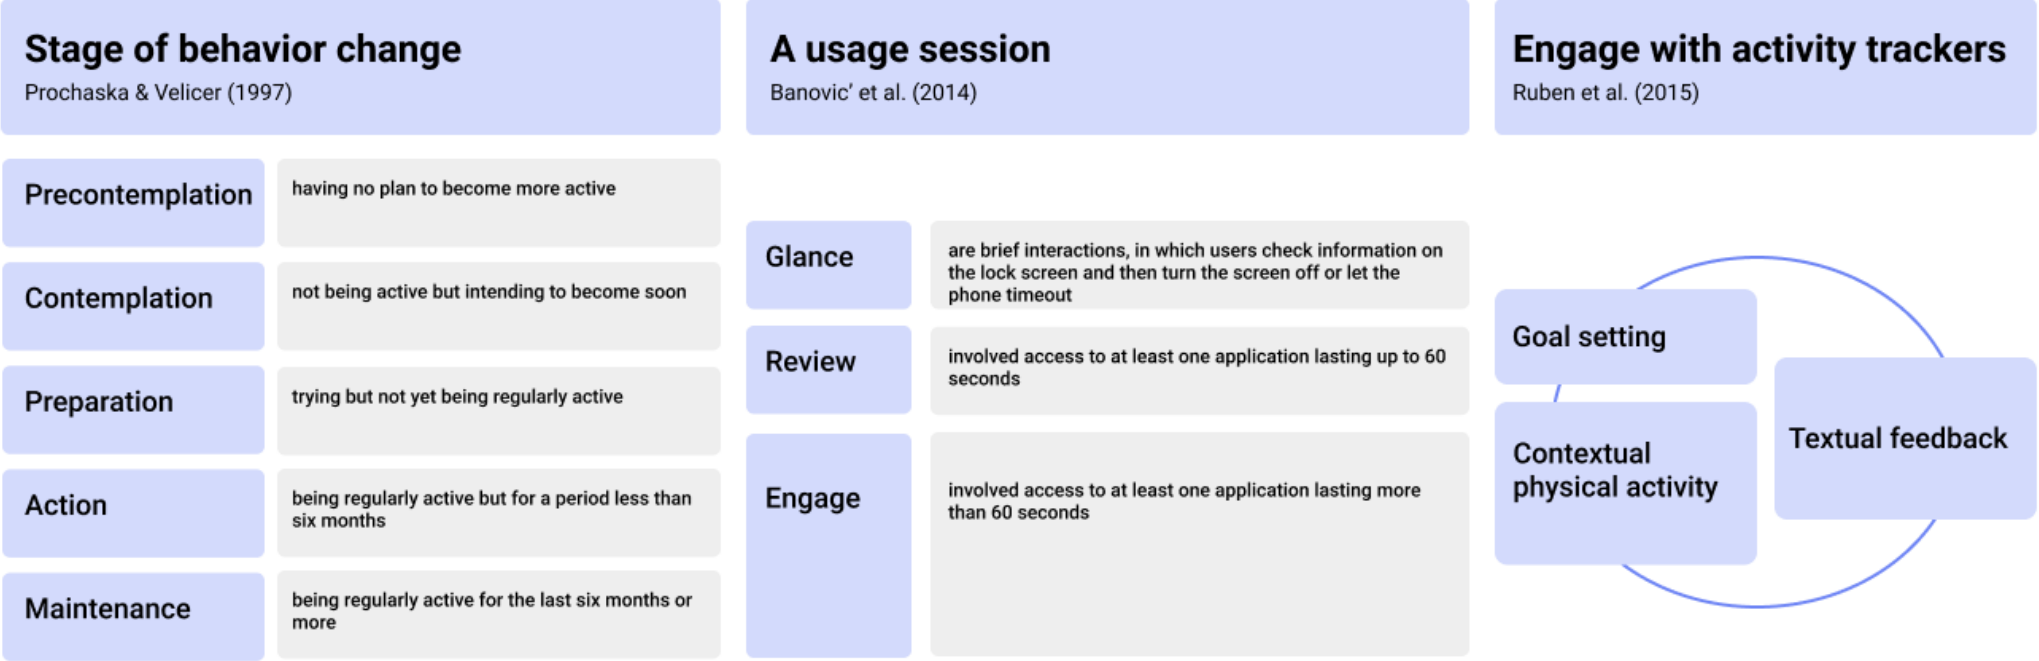 Stage of behavior change
Prochaska & Velicer (1997)
Precontemplation
having no plan to become more active
Contemplation
not being active but intending to become soon
Preparation
trying but not yet being regularly active
Action
being regularly active but for a period less than
six months
Maintenance
being regularly active for the last six months or
more
A usage session
Banovic’ et al. (2014)
Glance
are brief interactions, in which users check information on
the lock screen and then turn the screen off or let the
phone timeout
Review
involved access to at least one application lasting up to 60
seconds
Engage
involved access to at least one application lasting more
than 60 seconds
Engage with activity trackers
Ruben et al. (2015)
Goal setting
Contextual
physical activity
Textual feedback